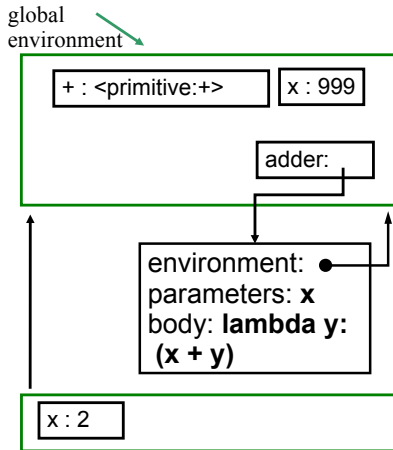 global
environment
+ : <primitive:+>
x : 999
adder:
environment:
parameters: x
body: lambda y:
(x + y)
x : 2